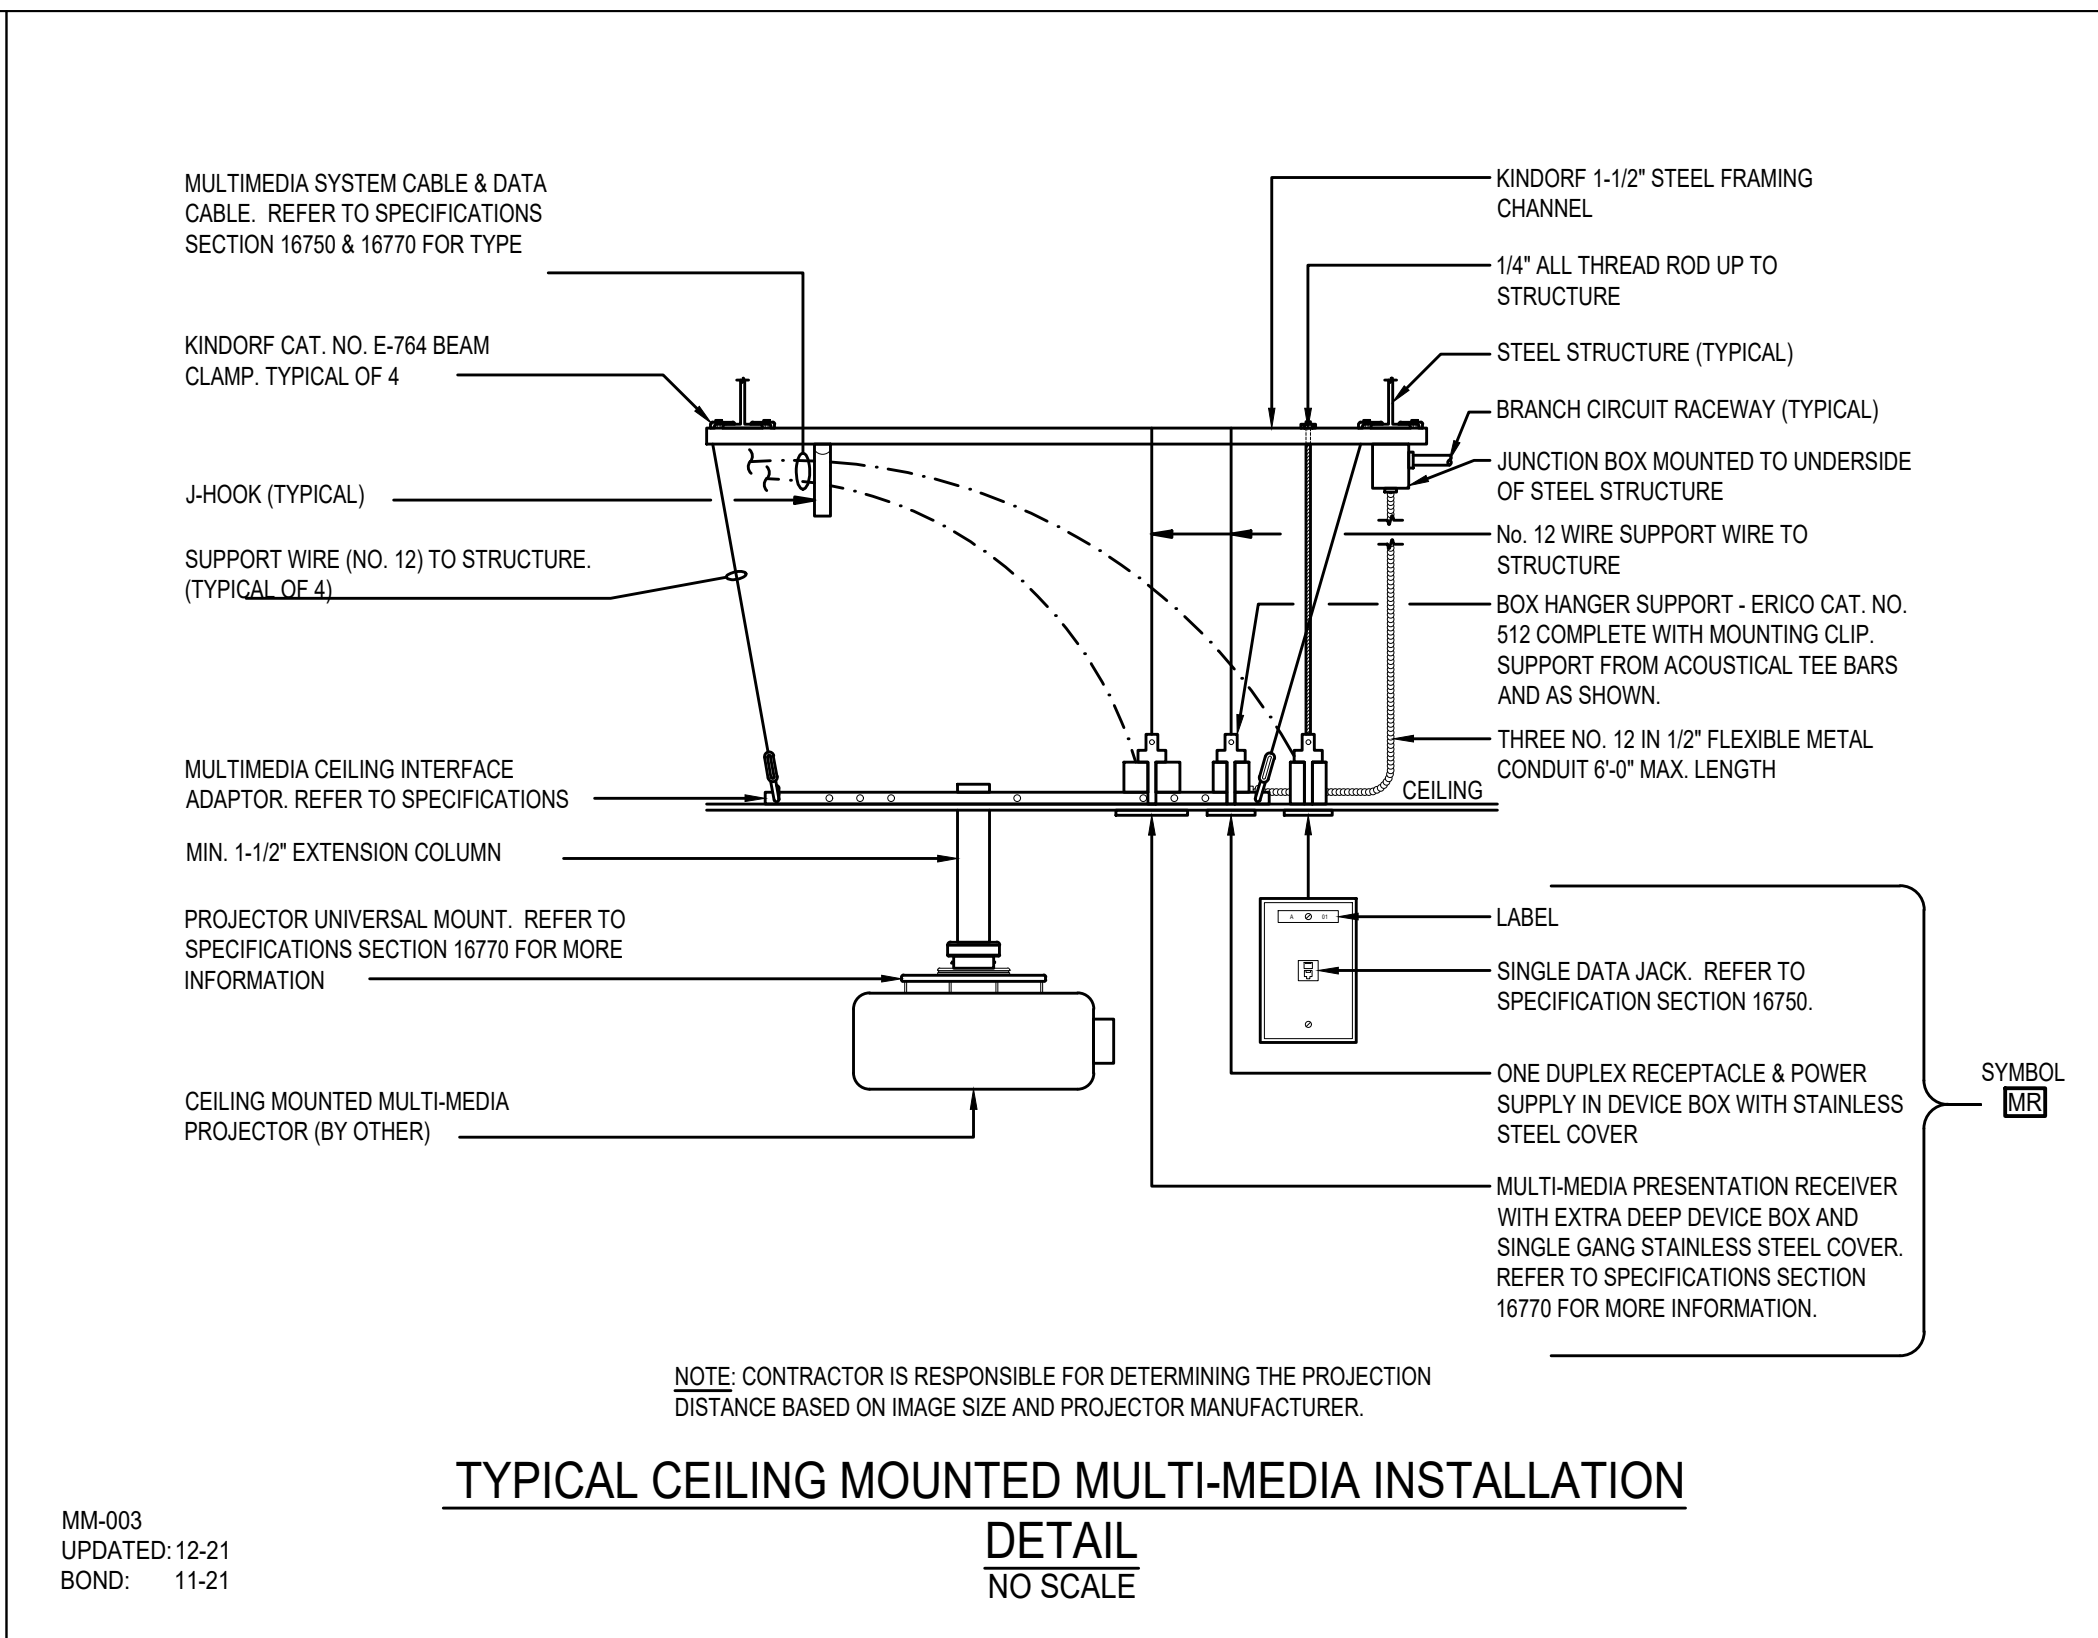 MULTIMEDIA SYSTEM CABLE & DATA
CABLE.  REFER TO SPECIFICATIONS
SECTION 16750 & 16770 FOR TYPE
KINDORF CAT. NO. E-764 BEAM
CLAMP. TYPICAL OF 4
J-HOOK (TYPICAL)
SUPPORT WIRE (NO. 12) TO STRUCTURE.
(TYPICAL OF 4)
MULTIMEDIA CEILING INTERFACE
ADAPTOR. REFER TO SPECIFICATIONS
MIN. 1-1/2" EXTENSION COLUMN
PROJECTOR UNIVERSAL MOUNT.  REFER TO
SPECIFICATIONS SECTION 16770 FOR MORE
INFORMATION
CEILING MOUNTED MULTI-MEDIA
PROJECTOR (BY OTHER)
KINDORF 1-1/2" STEEL FRAMING
CHANNEL
1/4" ALL THREAD ROD UP TO
STRUCTURE
STEEL STRUCTURE (TYPICAL)
BRANCH CIRCUIT RACEWAY (TYPICAL)
JUNCTION BOX MOUNTED TO UNDERSIDE
OF STEEL STRUCTURE
No. 12 WIRE SUPPORT WIRE TO
STRUCTURE
BOX HANGER SUPPORT - ERICO CAT. NO.
512 COMPLETE WITH MOUNTING CLIP.
SUPPORT FROM ACOUSTICAL TEE BARS
AND AS SHOWN.
THREE NO. 12 IN 1/2" FLEXIBLE METAL
CONDUIT 6'-0" MAX. LENGTH
CEILING
A 01
LABEL
SINGLE DATA JACK.  REFER TO
SPECIFICATION SECTION 16750.
ONE DUPLEX RECEPTACLE & POWER
SUPPLY IN DEVICE BOX WITH STAINLESS
STEEL COVER
MULTI-MEDIA PRESENTATION RECEIVER
WITH EXTRA DEEP DEVICE BOX AND
SINGLE GANG STAINLESS STEEL COVER.
REFER TO SPECIFICATIONS SECTION
16770 FOR MORE INFORMATION.
SYMBOL
MR
NOTE: CONTRACTOR IS RESPONSIBLE FOR DETERMINING THE PROJECTION
DISTANCE BASED ON IMAGE SIZE AND PROJECTOR MANUFACTURER.
TYPICAL CEILING MOUNTED MULTI-MEDIA INSTALLATION
DETAIL
NO SCALE
MM-003
UPDATED: 12-21
BOND: 11-21